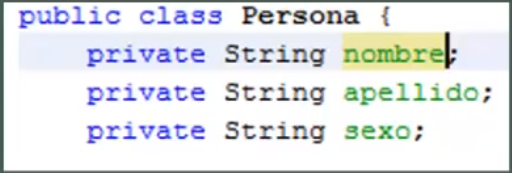 public class Persona {
private String nombre;
private String apellido;
private String sexo;